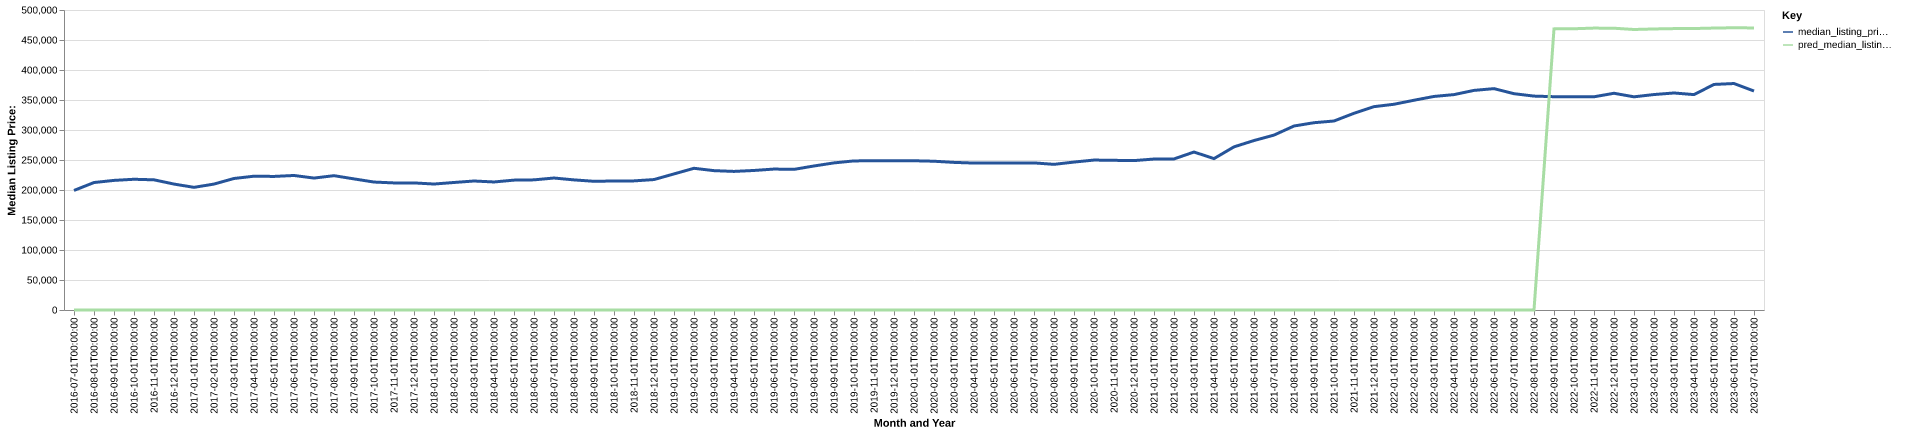 500,000
450,000
400,000
350,000
300,000
250,000
200,000
150,000
100,000
50,000
0
Median Listing Price:
2016-07-01T00:00:00
2016-08-01T00:00:00
2016-09-01T00:00:00
2016-10-01T00:00:00
2016-11-01T00:00:00
2016-12-01T00:00:00
2017-01-01T00:00:00
2017-02-01T00:00:00
2017-03-01T00:00:00
2017-04-01T00:00:00
2017-05-01T00:00:00
2017-06-01T00:00:00
2017-07-01T00:00:00
2017-08-01T00:00:00
2017-09-01T00:00:00
2017-10-01T00:00:00
2017-11-01T00:00:00
2017-12-01T00:00:00
2018-01-01T00:00:00
2018-02-01T00:00:00
2018-03-01T00:00:00
2018-04-01T00:00:00
2018-05-01T00:00:00
2018-06-01T00:00:00
2018-07-01T00:00:00
2018-08-01T00:00:00
2018-09-01T00:00:00
2018-10-01T00:00:00
2018-11-01T00:00:00
2018-12-01T00:00:00
2019-01-01T00:00:00
2019-02-01T00:00:00
2019-03-01T00:00:00
2019-04-01T00:00:00
2019-05-01T00:00:00
2019-06-01T00:00:00
2019-07-01T00:00:00
2019-08-01T00:00:00
2019-09-01T00:00:00
2019-10-01T00:00:00
2019-11-01T00:00:00
2019-12-01T00:00:00
2020-01-01T00:00:00
2020-02-01T00:00:00
2020-03-01T00:00:00
2020-04-01T00:00:00
2020-05-01T00:00:00
2020-06-01T00:00:00
2020-07-01T00:00:00
2020-08-01T00:00:00
2020-09-01T00:00:00
2020-10-01T00:00:00
2020-11-01T00:00:00
2020-12-01T00:00:00
2021-01-01T00:00:00
2021-02-01T00:00:00
2021-03-01T00:00:00
2021-04-01T00:00:00
2021-05-01T00:00:00
2021-06-01T00:00:00
2021-07-01T00:00:00
2021-08-01T00:00:00
2021-09-01T00:00:00
2021-10-01T00:00:00
2021-11-01T00:00:00
2021-12-01T00:00:00
2022-01-01T00:00:00
2022-02-01T00:00:00
2022-03-01T00:00:00
2022-04-01T00:00:00
2022-05-01T00:00:00
2022-06-01T00:00:00
2022-07-01T00:00:00
2022-08-01T00:00:00
2022-09-01T00:00:00
2022-10-01T00:00:00
2022-11-01T00:00:00
2022-12-01T00:00:00
2023-01-01T00:00:00
2023-02-01T00:00:00
2023-03-01T00:00:00
2023-04-01T00:00:00
2023-05-01T00:00:00
2023-06-01T00:00:00
2023-07-01T00:00:00
Month and Year
Key
median_listing_pri…
pred_median_listin…